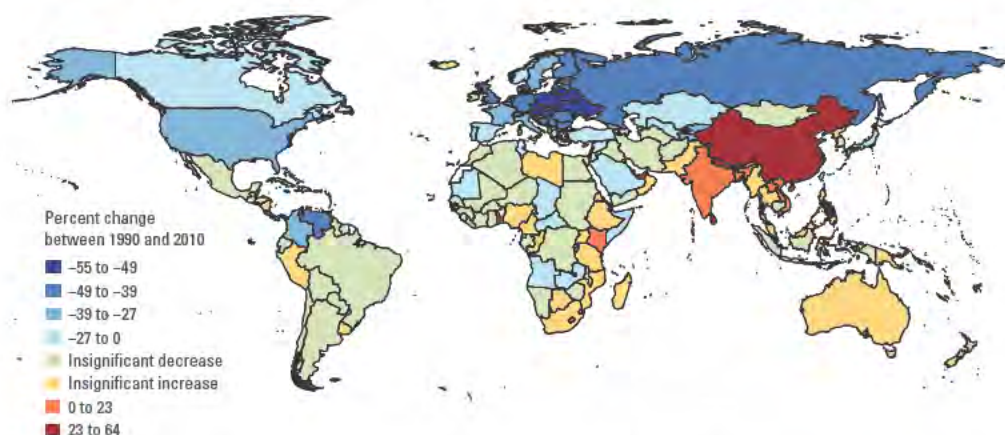 Percent change
between 1990 and 2010
–55 to –49
–49 to –39
–39 to –27
–27 to 0
Insignificant decrease
Insignificant increase
0 to 23
23 to 64